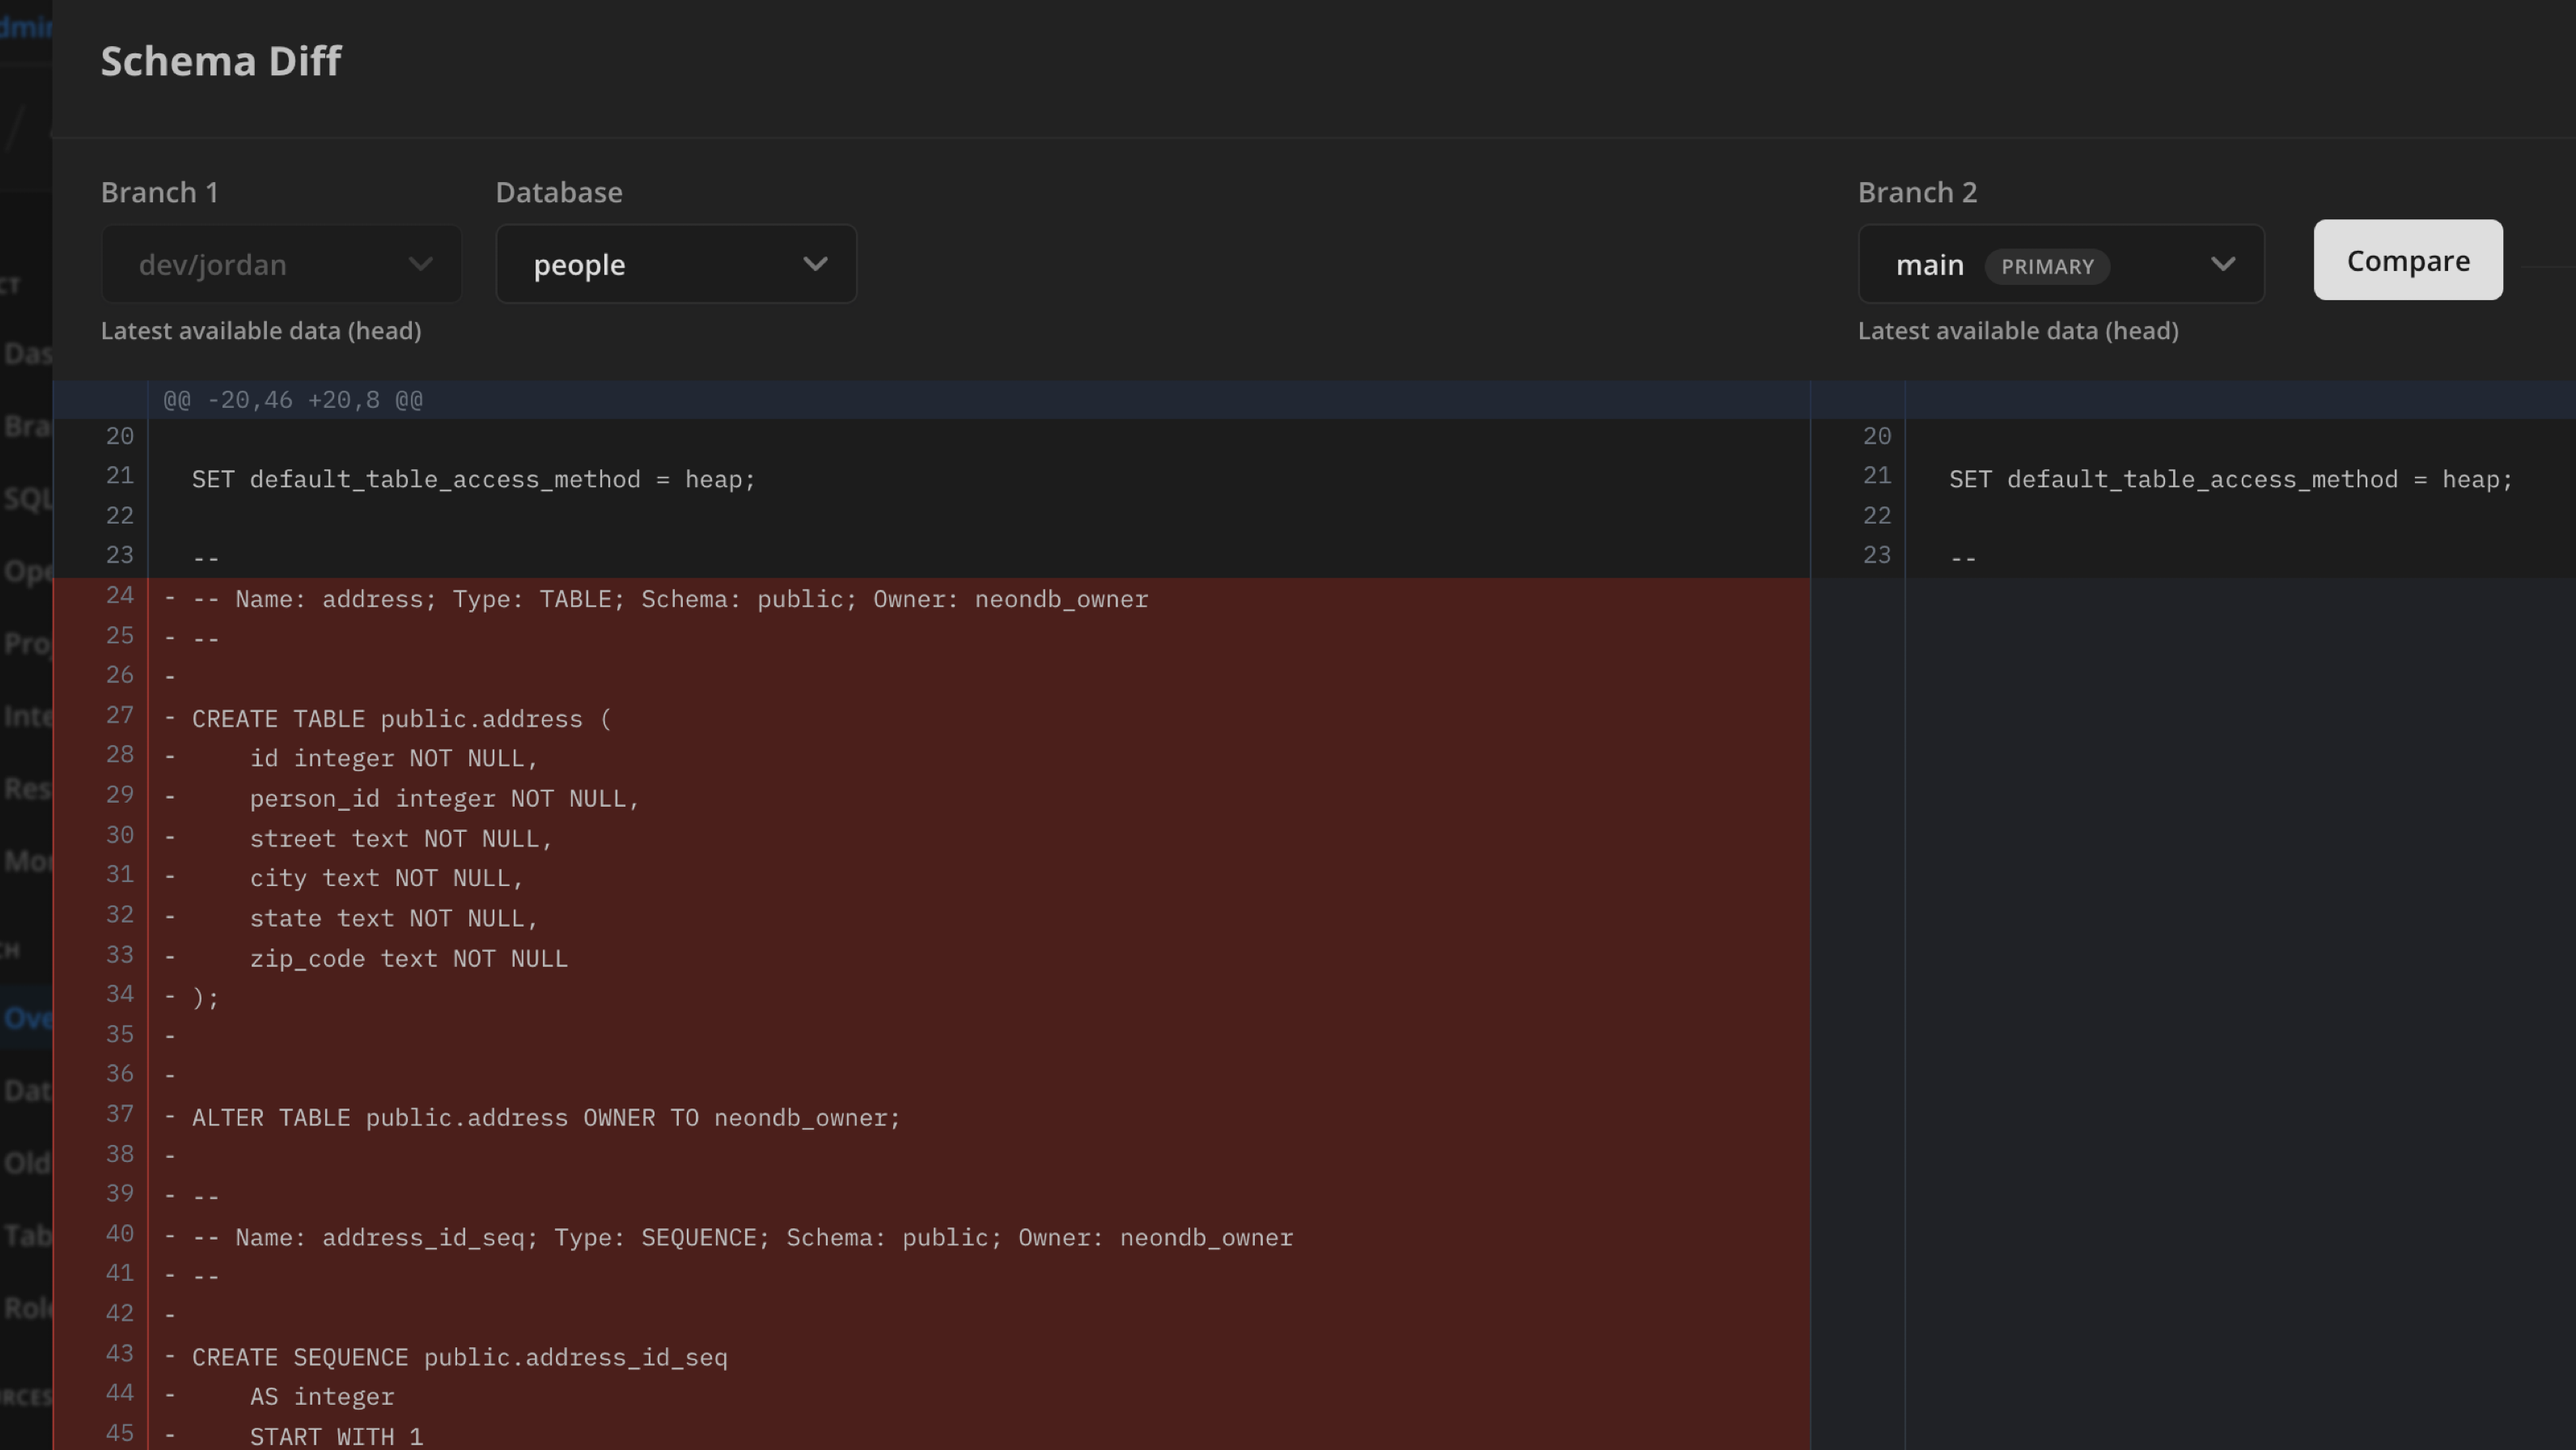 Schema Diff
Branch 1
Database
Branch 2
dev/jordan
people
main PRIMARY
Compare
Latest available data (head)
Latest available data (head)
@@ -20,46 +20,8 @@
20
20
21 SET default_table_access_method = heap;
21 SET default_table_access_method = heap;
22
22
23 --
23 --
24 - -- Name: address; Type: TABLE; Schema: public; Owner: neondb_owner
25 - --
26 -
27 - CREATE TABLE public.address (
28 - id integer NOT NULL,
29 - person_id integer NOT NULL,
30 - street text NOT NULL,
31 - city text NOT NULL,
32 - state text NOT NULL,
33 - zip_code text NOT NULL
34 - );
35 -
36 -
37 - ALTER TABLE public.address OWNER TO neondb_owner;
38 -
39 - --
40 - -- Name: address_id_seq; Type: SEQUENCE; Schema: public; Owner: neondb_owner
41 - --
42 -
43 - CREATE SEQUENCE public.address_id_seq
44 - AS integer
45 - START WITH 1